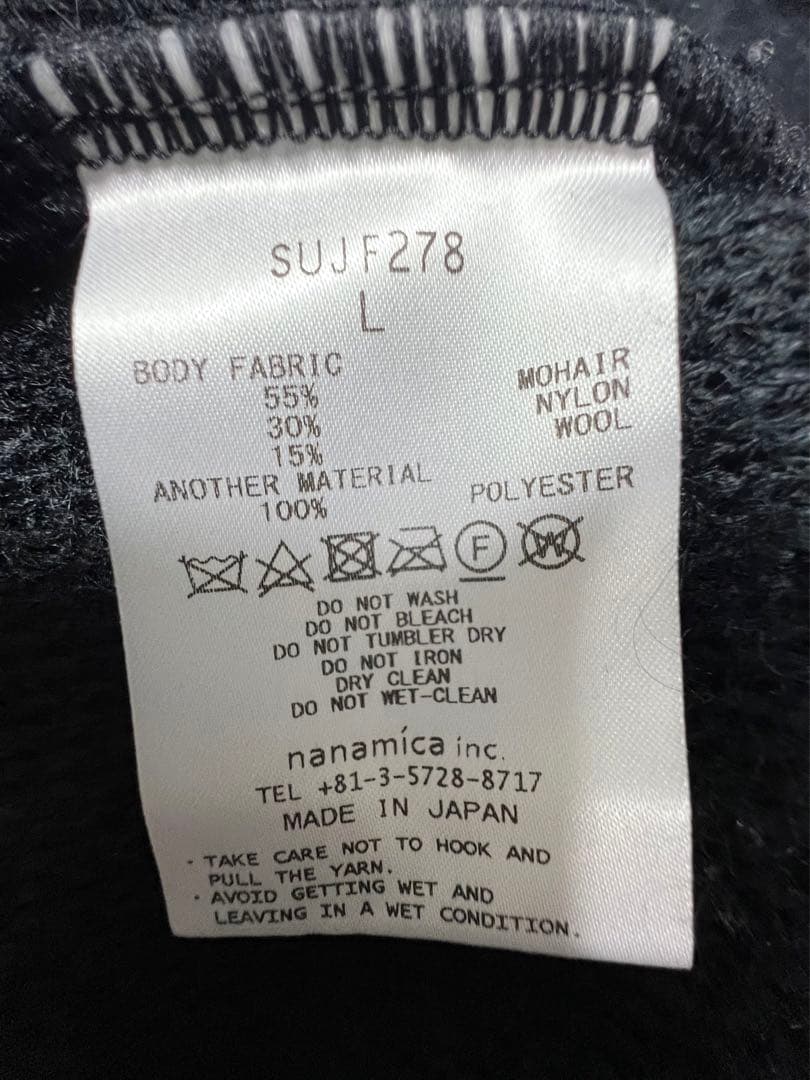 SUJF278
L
BODY FABRIC
55% MOHAIR
30% NYLON
15% WOOL
ANOTHER MATERIAL
100% POLYESTER
F
W
DO NOT WASH
DO NOT BLEACH
DO NOT TUMBLER DRY
DO NOT IRON
DRY CLEAN
DO NOT WET-CLEAN
nanamica inc.
TEL +81-3-5728-8717
MADE IN JAPAN
・TAKE CARE NOT TO HOOK AND
PULL THE YARN.
・AVOID GETTING WET AND
LEAVING IN A WET CONDITION.